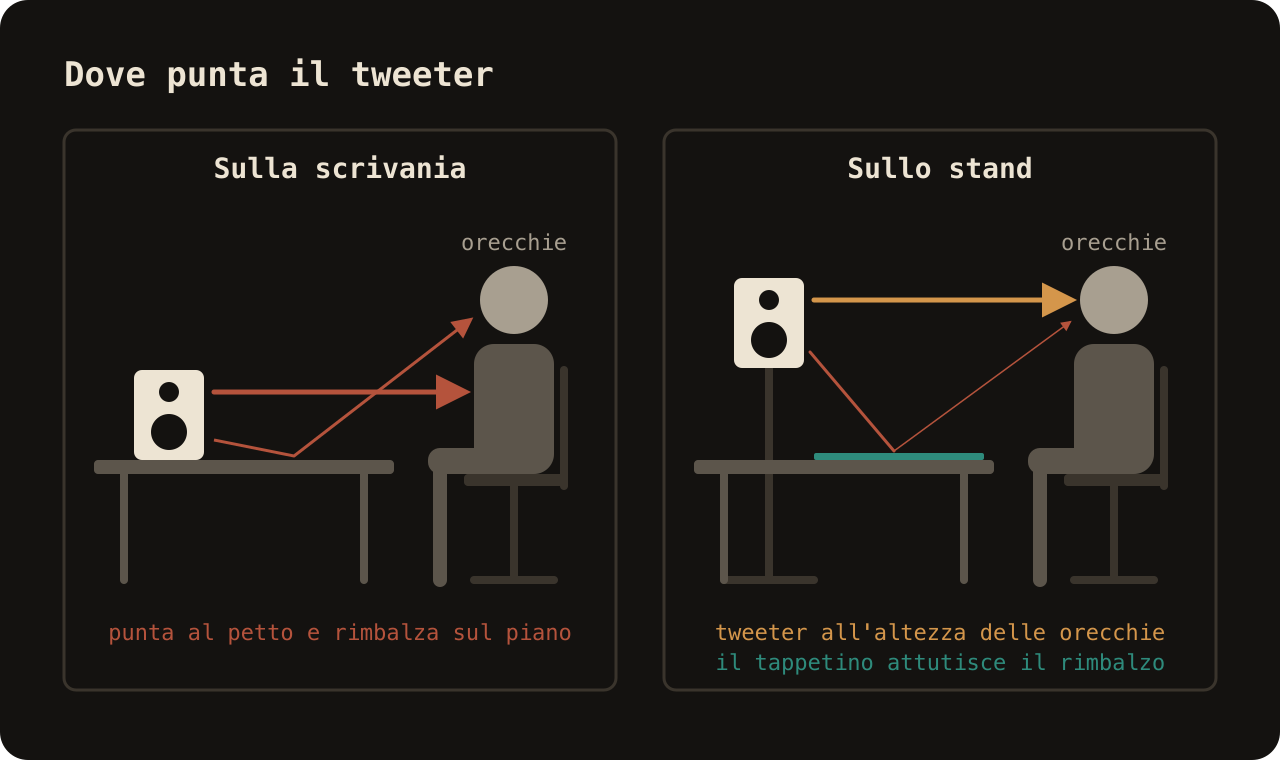 Dove punta il tweeter
Sulla scrivania
orecchie
punta al petto e rimbalza sul piano
Sullo stand
orecchie
tweeter all'altezza delle orecchie
il tappetino attutisce il rimbalzo